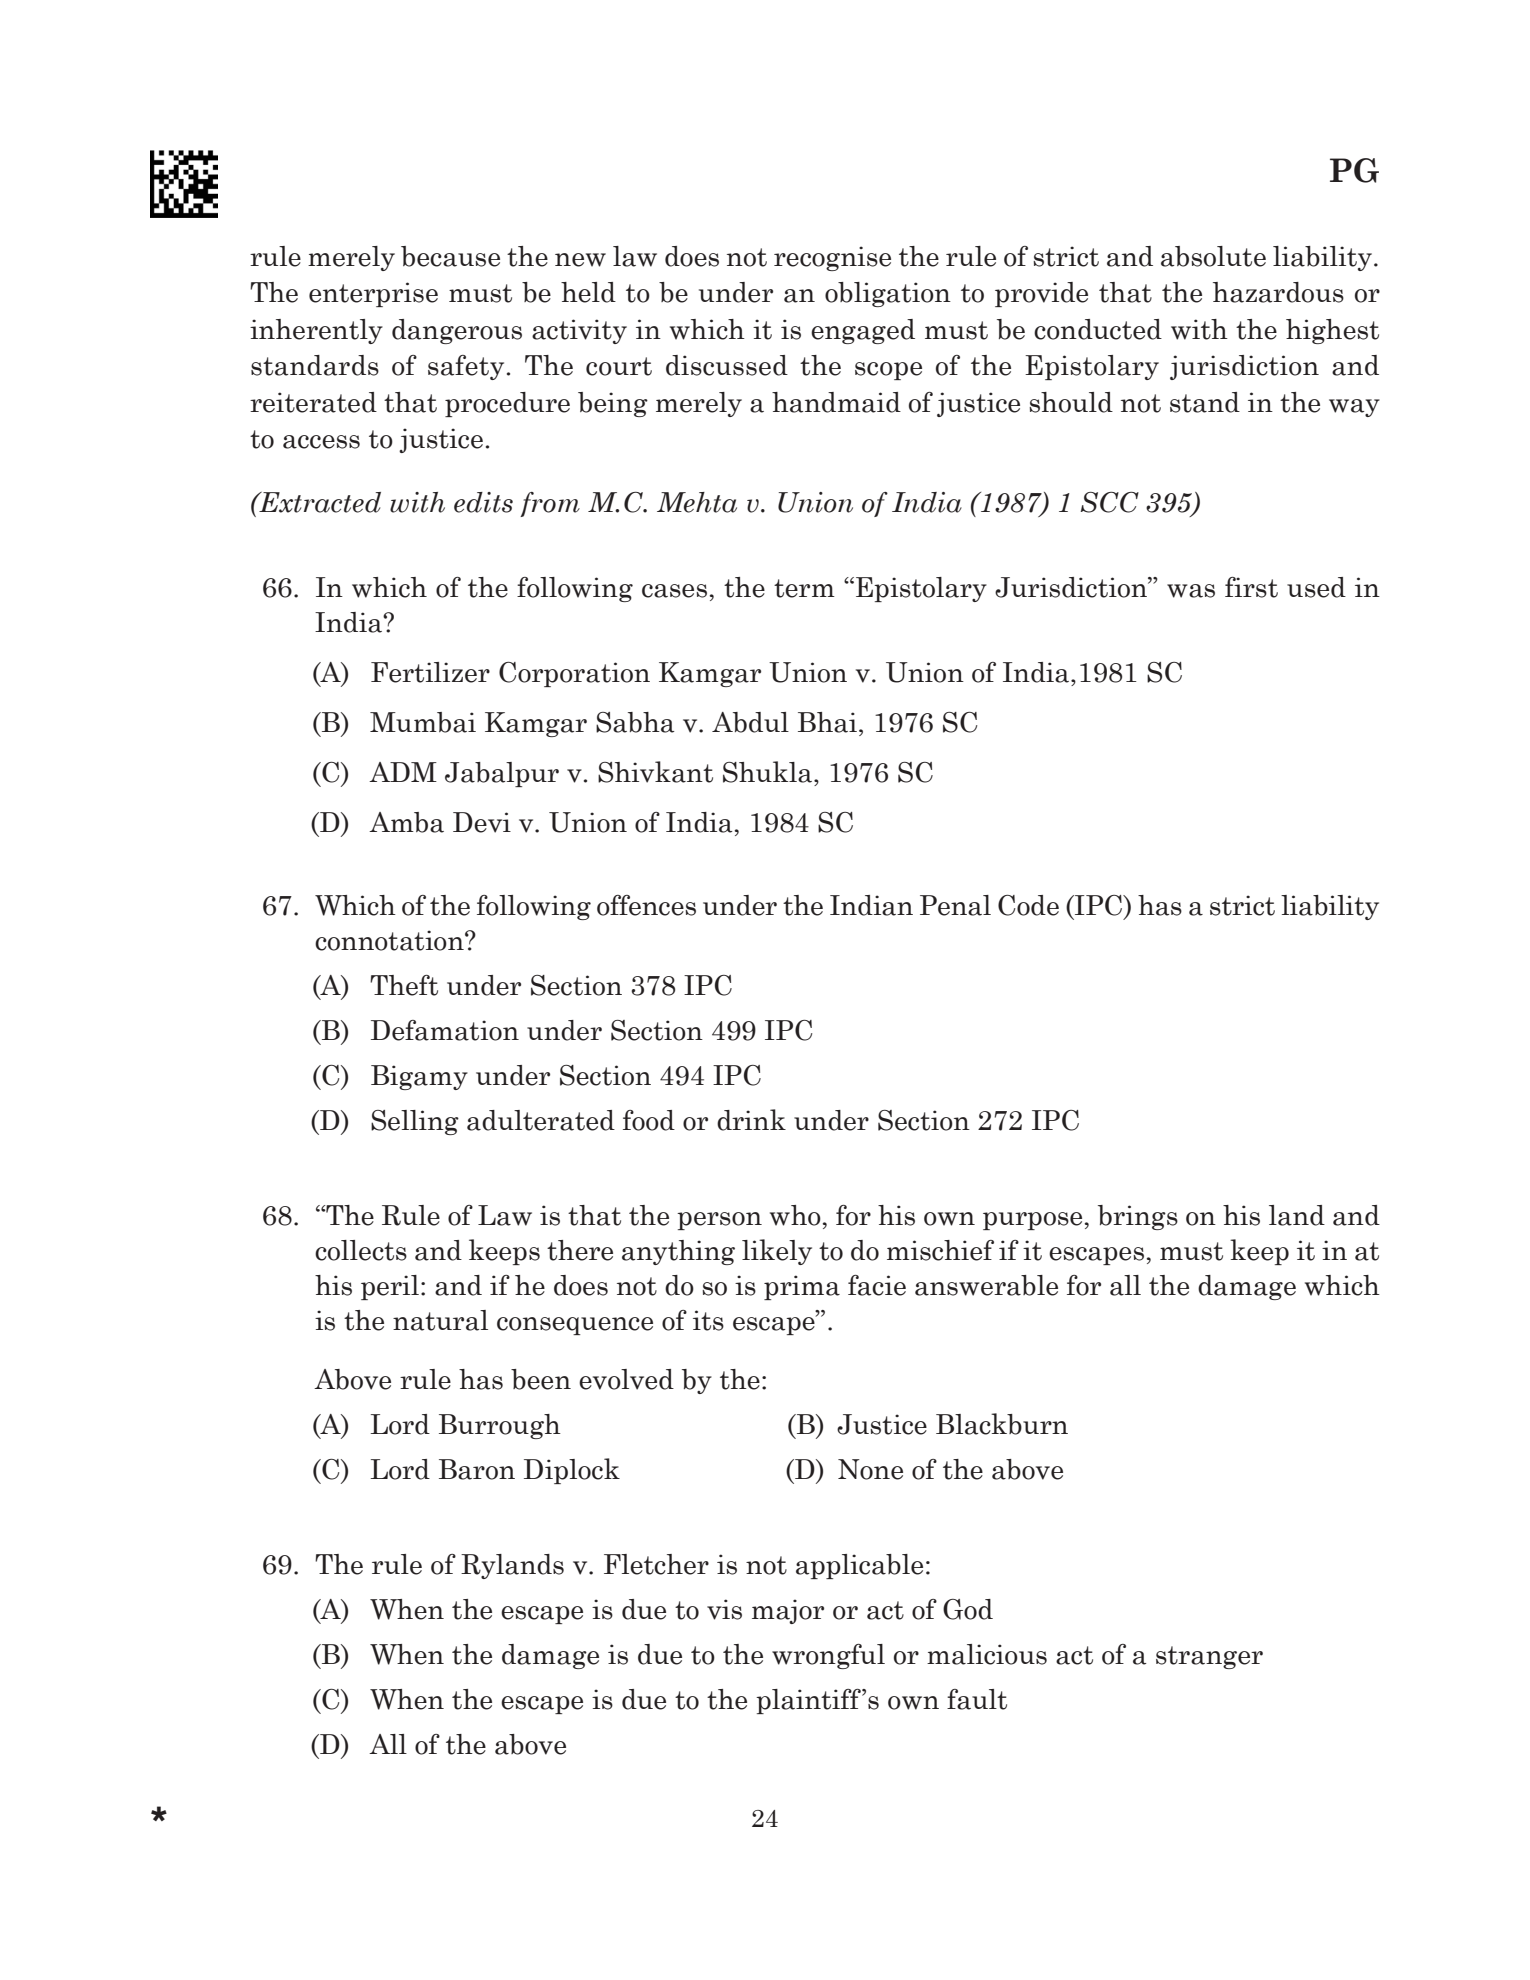 PG
rule merely because the new law does not recognise the rule of strict and absolute liability.
The enterprise must be held to be under an obligation to provide that the hazardous or
inherently dangerous activity in which it is engaged must be conducted with the highest
standards of safety. The court discussed the scope of the Epistolary jurisdiction and
reiterated that procedure being merely a handmaid of justice should not stand in the way
to access to justice.
(Extracted with edits from M.C. Mehta v. Union of India (1987) 1 SCC 395)
66. In which of the following cases, the term “Epistolary Jurisdiction” was first used in
India?
(A) Fertilizer Corporation Kamgar Union v. Union of India,1981 SC
(B) Mumbai Kamgar Sabha v. Abdul Bhai, 1976 SC
(C) ADM Jabalpur v. Shivkant Shukla, 1976 SC
(D) Amba Devi v. Union of India, 1984 SC
67. Which of the following offences under the Indian Penal Code (IPC) has a strict liability
connotation?
(A) Theft under Section 378 IPC
(B) Defamation under Section 499 IPC
(C) Bigamy under Section 494 IPC
(D) Selling adulterated food or drink under Section 272 IPC
68. “The Rule of Law is that the person who, for his own purpose, brings on his land and
collects and keeps there anything likely to do mischief if it escapes, must keep it in at
his peril: and if he does not do so is prima facie answerable for all the damage which
is the natural consequence of its escape”.
Above rule has been evolved by the:
(A) Lord Burrough (B) Justice Blackburn
(C) Lord Baron Diplock (D) None of the above
69. The rule of Rylands v. Fletcher is not applicable:
(A) When the escape is due to vis major or act of God
(B) When the damage is due to the wrongful or malicious act of a stranger
(C) When the escape is due to the plaintiff’s own fault
(D) All of the above
* 24